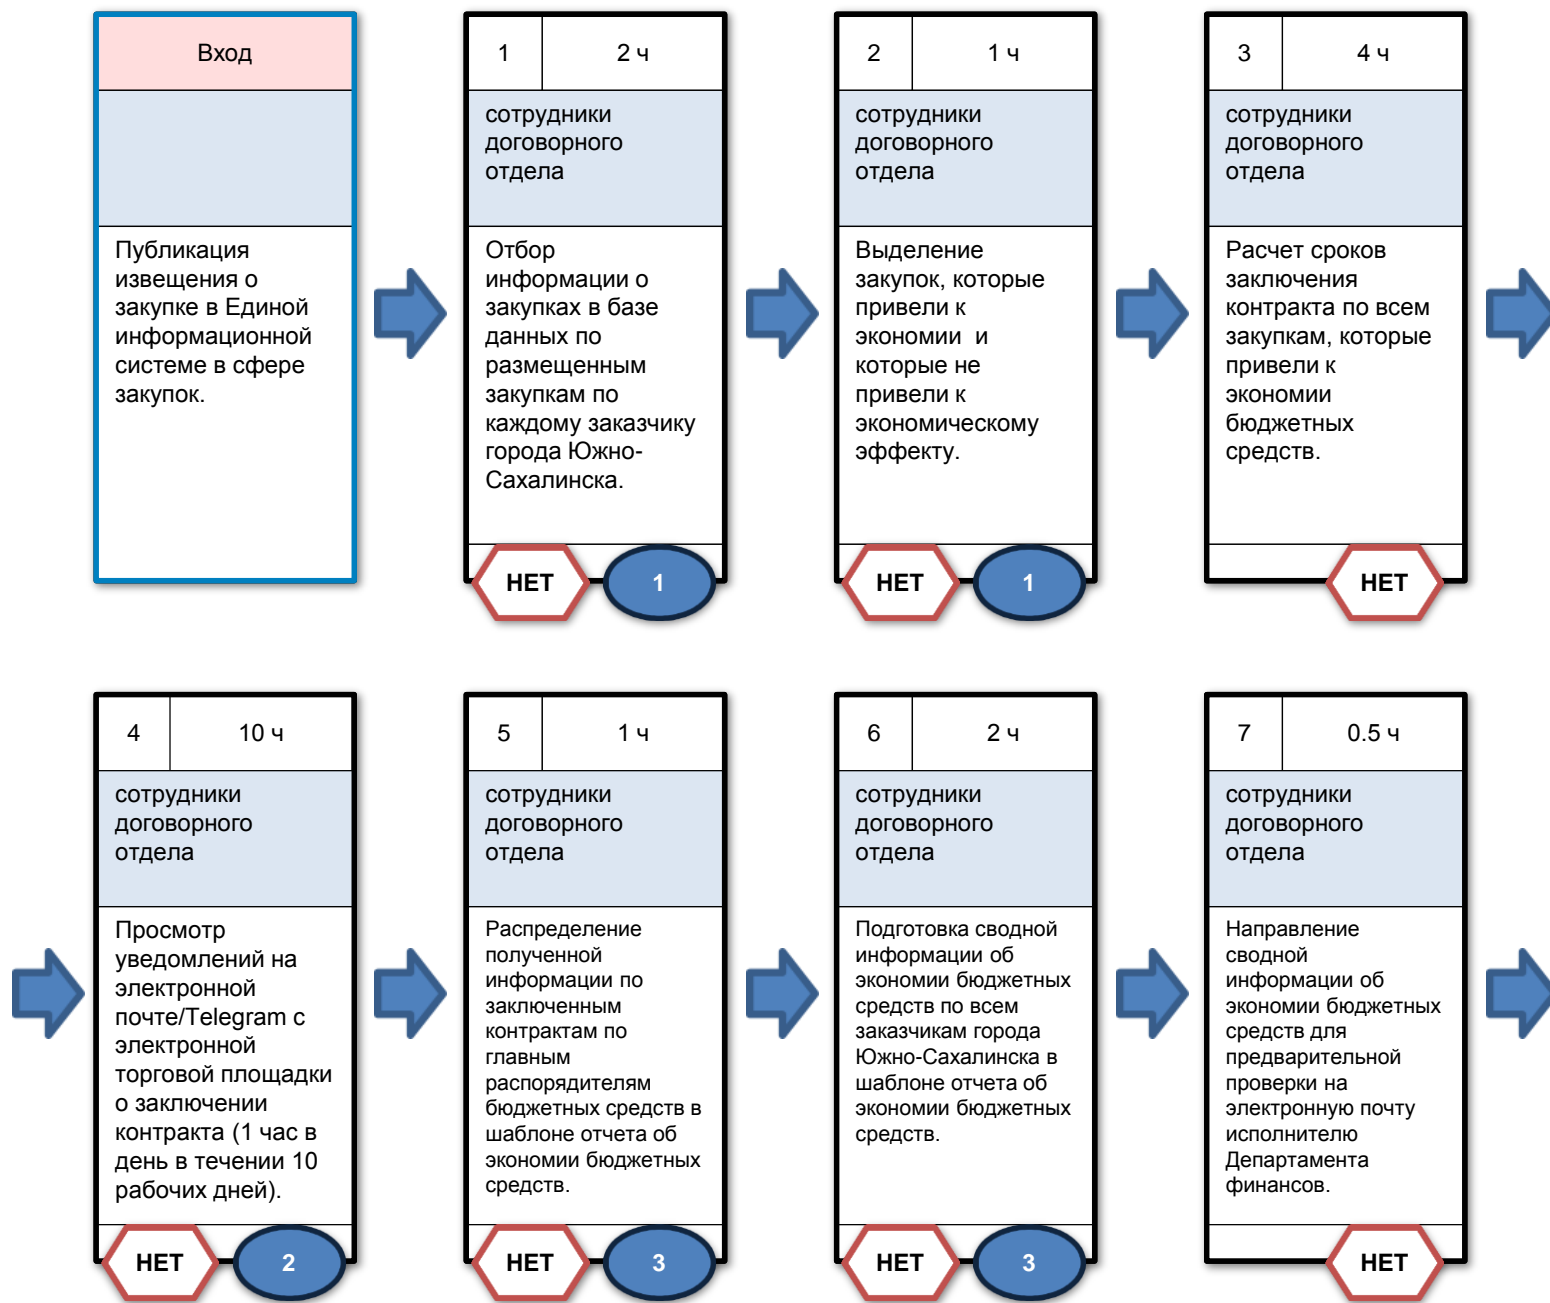 Вход
Публикация
извещения о
закупке в Единой
информационной
системе в сфере
закупок.
1
2 ч
сотрудники
договорного
отдела
Отбор
информации о
закупках в базе
данных по
размещенным
закупкам по
каждому заказчику
города Южно-
Сахалинска.
НЕТ
1
2
1 ч
сотрудники
договорного
отдела
Выделение
закупок, которые
привели к
экономии и
которые не
привели к
экономическому
эффекту.
НЕТ
1
3
4 ч
сотрудники
договорного
отдела
Расчет сроков
заключения
контракта по всем
закупкам, которые
привели к
экономии
бюджетных
средств.
НЕТ
4
10 ч
сотрудники
договорного
отдела
Просмотр
уведомлений на
электронной
почте/Telegram с
электронной
торговой площадки
о заключении
контракта (1 час в
день в течении 10
рабочих дней).
НЕТ
2
5
1 ч
сотрудники
договорного
отдела
Распределение
полученной
информации по
заключенным
контрактам по
главным
распорядителям
бюджетных средств в
шаблоне отчета об
экономии бюджетных
средств.
НЕТ
3
6
2 ч
сотрудники
договорного
отдела
Подготовка сводной
информации об
экономии бюджетных
средств по всем
заказчикам города
Южно-Сахалинска в
шаблоне отчета об
экономии бюджетных
средств.
НЕТ
3
7
0.5 ч
сотрудники
договорного
отдела
Направление
сводной
информации об
экономии бюджетных
средств для
предварительной
проверки на
электронную почту
исполнителю
Департамента
финансов.
НЕТ